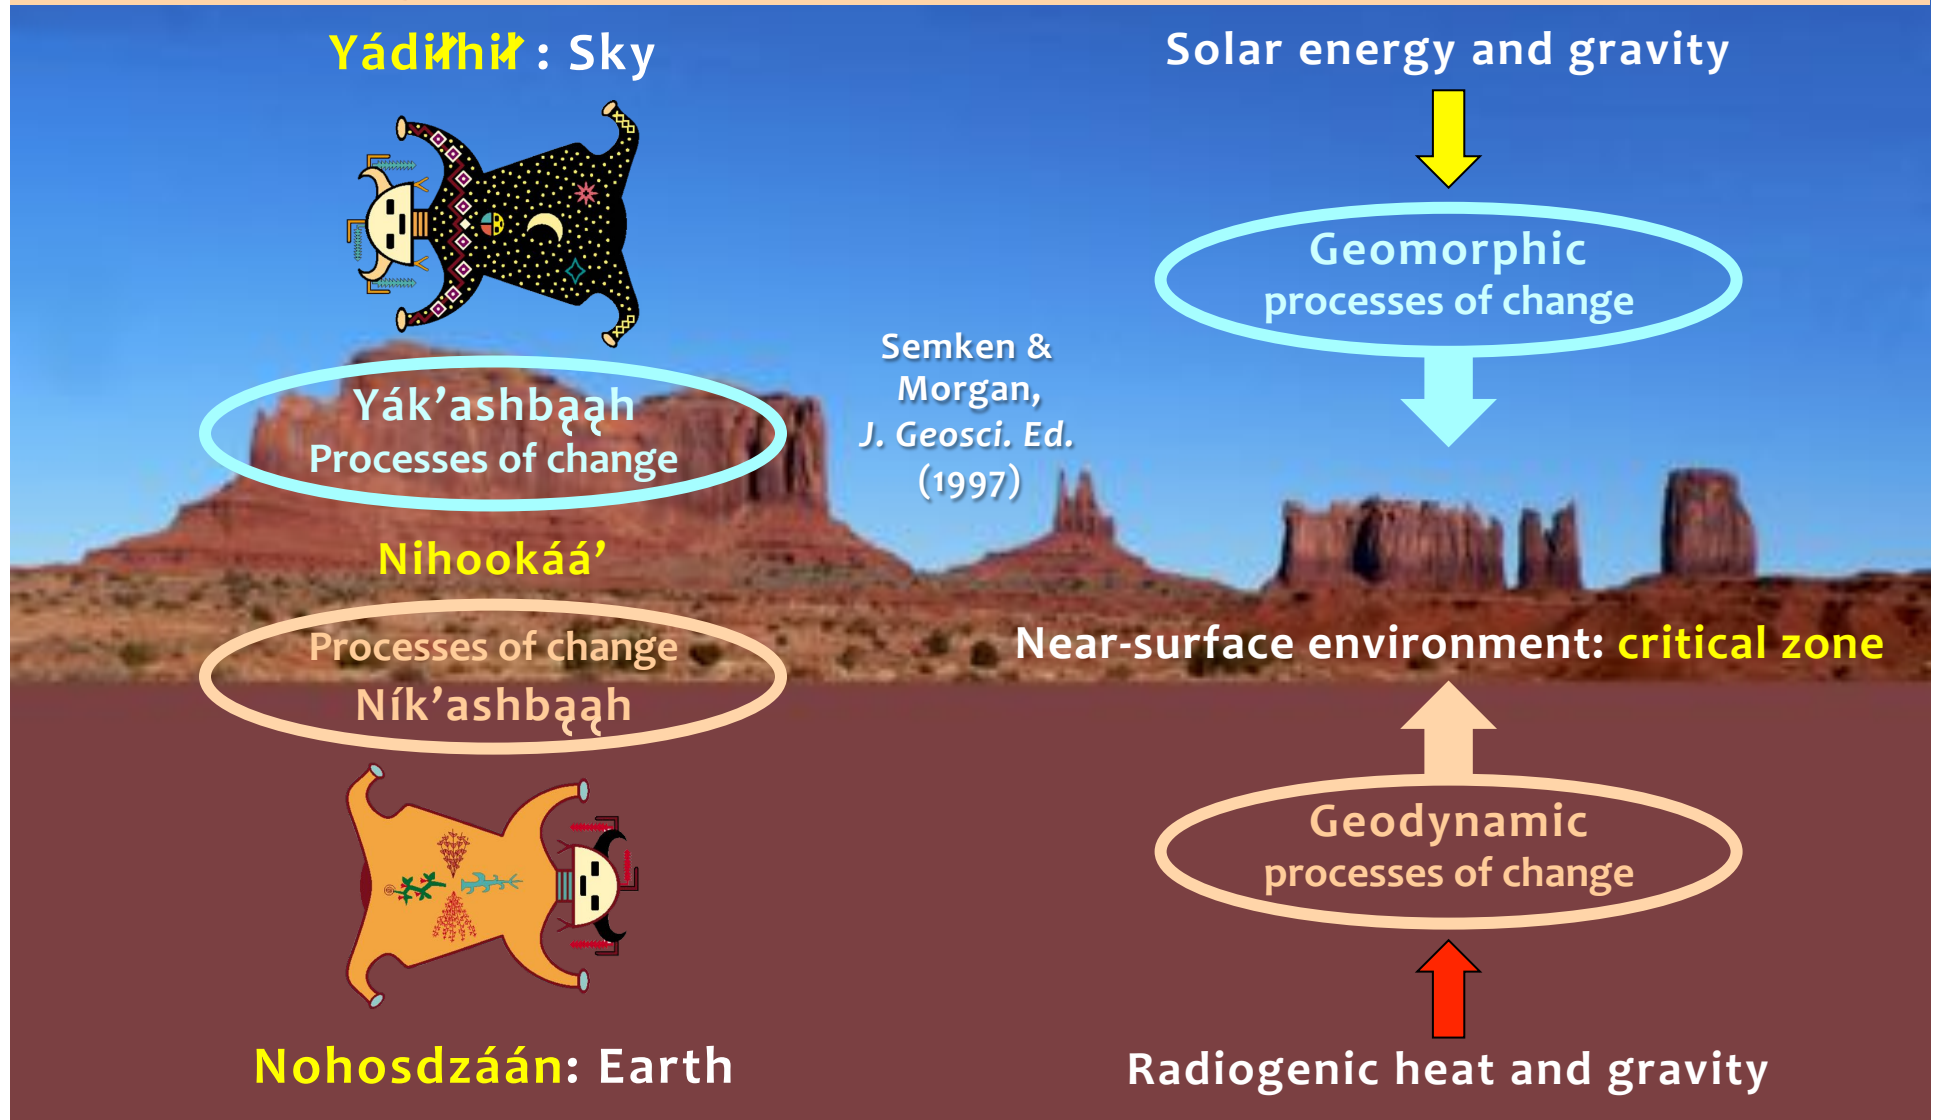 Yádiłhił : Sky
Yák’ashbąąh
Processes of change
Nihookáá’
Processes of change
Ník’ashbąąh
Nohosdzáán: Earth
Semken &
Morgan,
J. Geosci. Ed.
(1997)
Solar energy and gravity
Geomorphic
processes of change
Near-surface environment: critical zone
Geodynamic
processes of change
Radiogenic heat and gravity